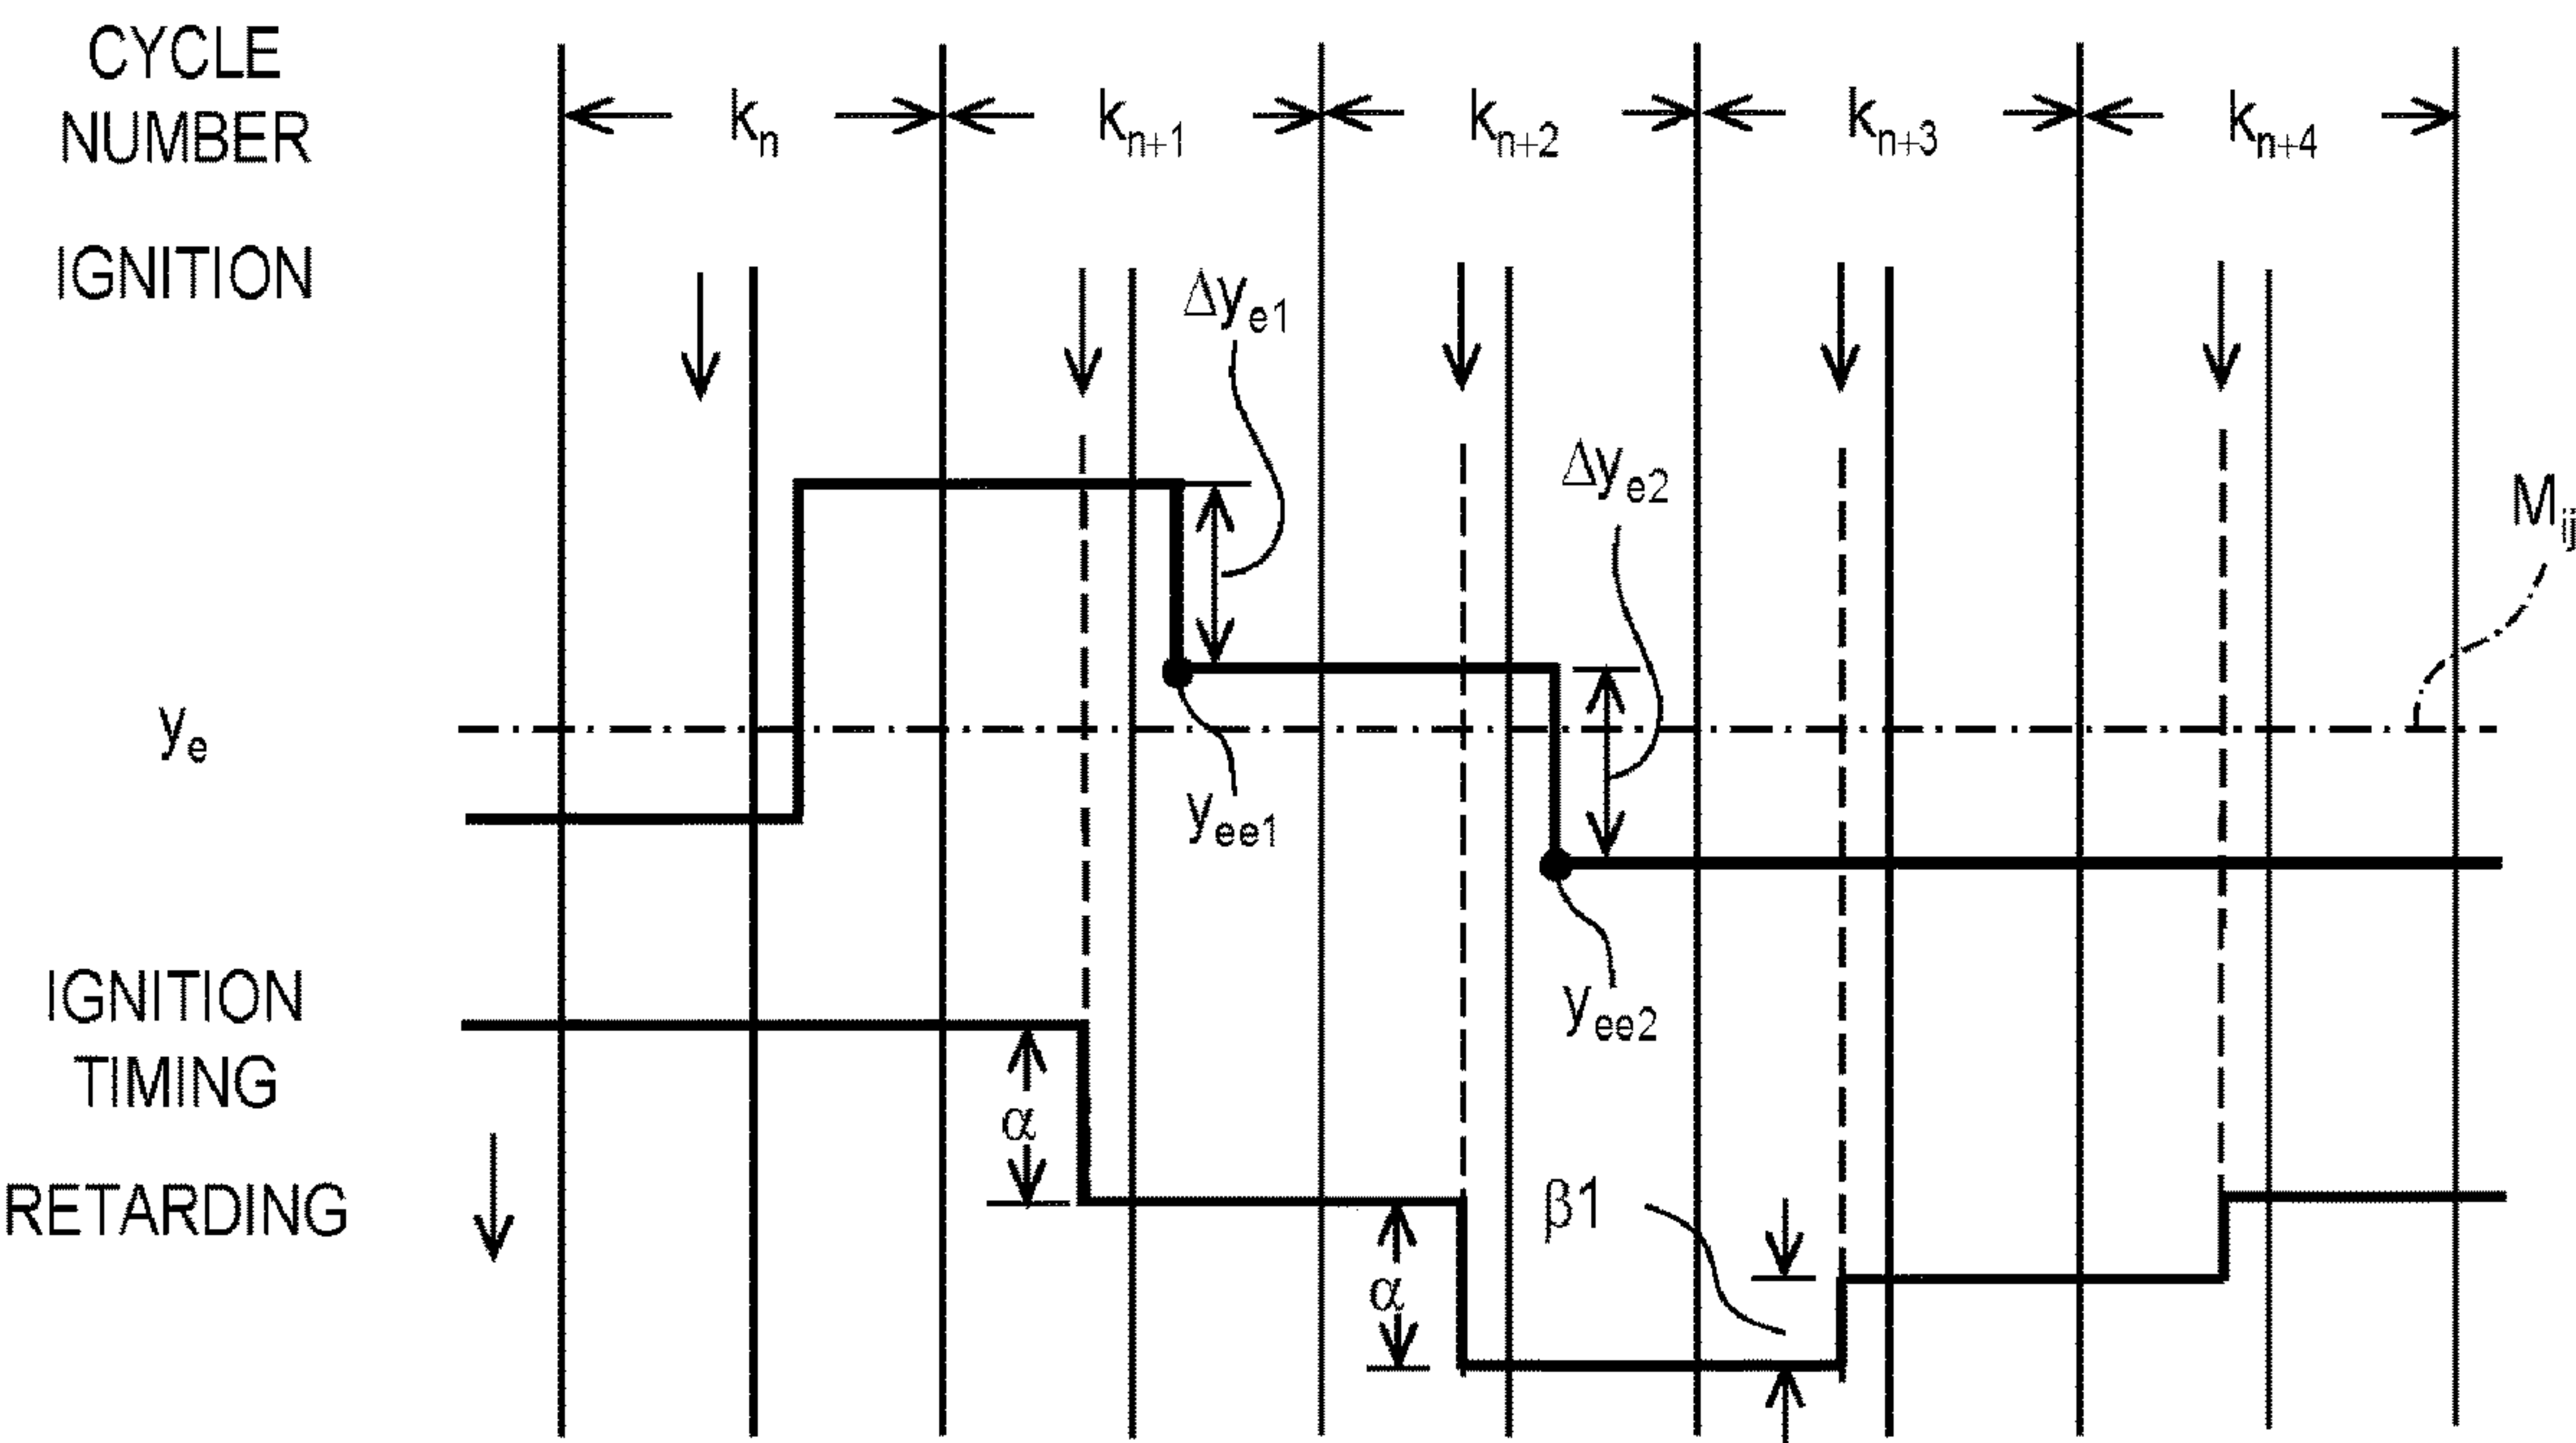 CYCLE
NUMBER
kₙ kₙ₊₁ kₙ₊₂ kₙ₊₃ kₙ₊₄
IGNITION
Δyₑ₁
Δyₑ₂
Mᵢⱼ
yₑ
yₑₑ₁
yₑₑ₂
IGNITION
TIMING
α
RETARDING
β1
α